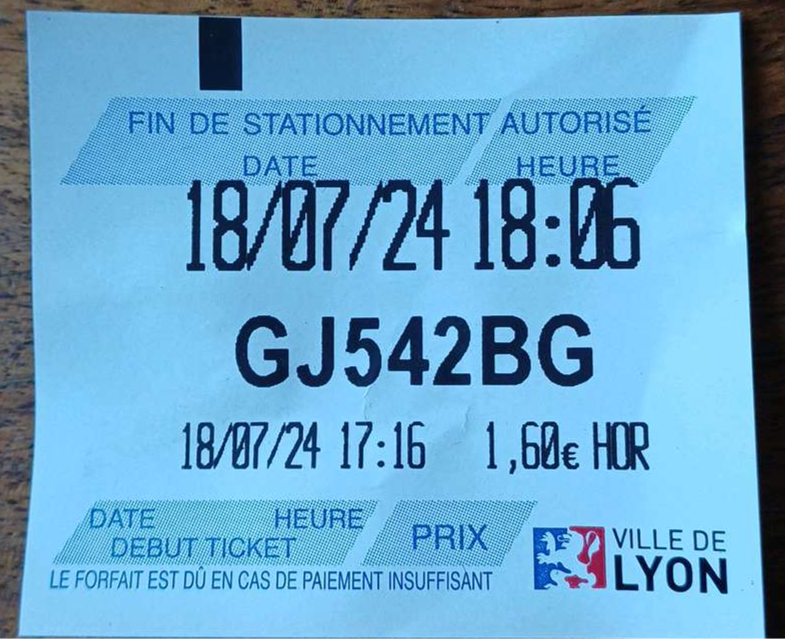 FIN DE STATIONNEMENT AUTORISÉ
DATE HEURE
18/07/24 18:06
GJ542BG
18/07/24 17:16 1,60€ HOR
DATE HEURE
DEBUT TICKET PRIX
LE FORFAIT EST DÛ EN CAS DE PAIEMENT INSUFFISANT
VILLE DE
LYON